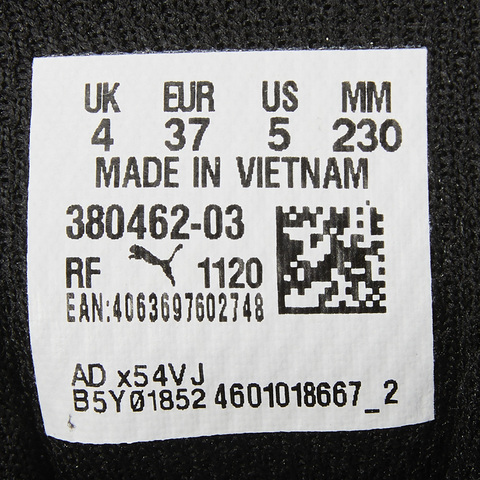 UK EUR US MM
4 37 5 230
MADE IN VIETNAM
380462-03
RF 1120
EAN:4063697602748
AD x54VJ
B5Y01852 4601018667_2